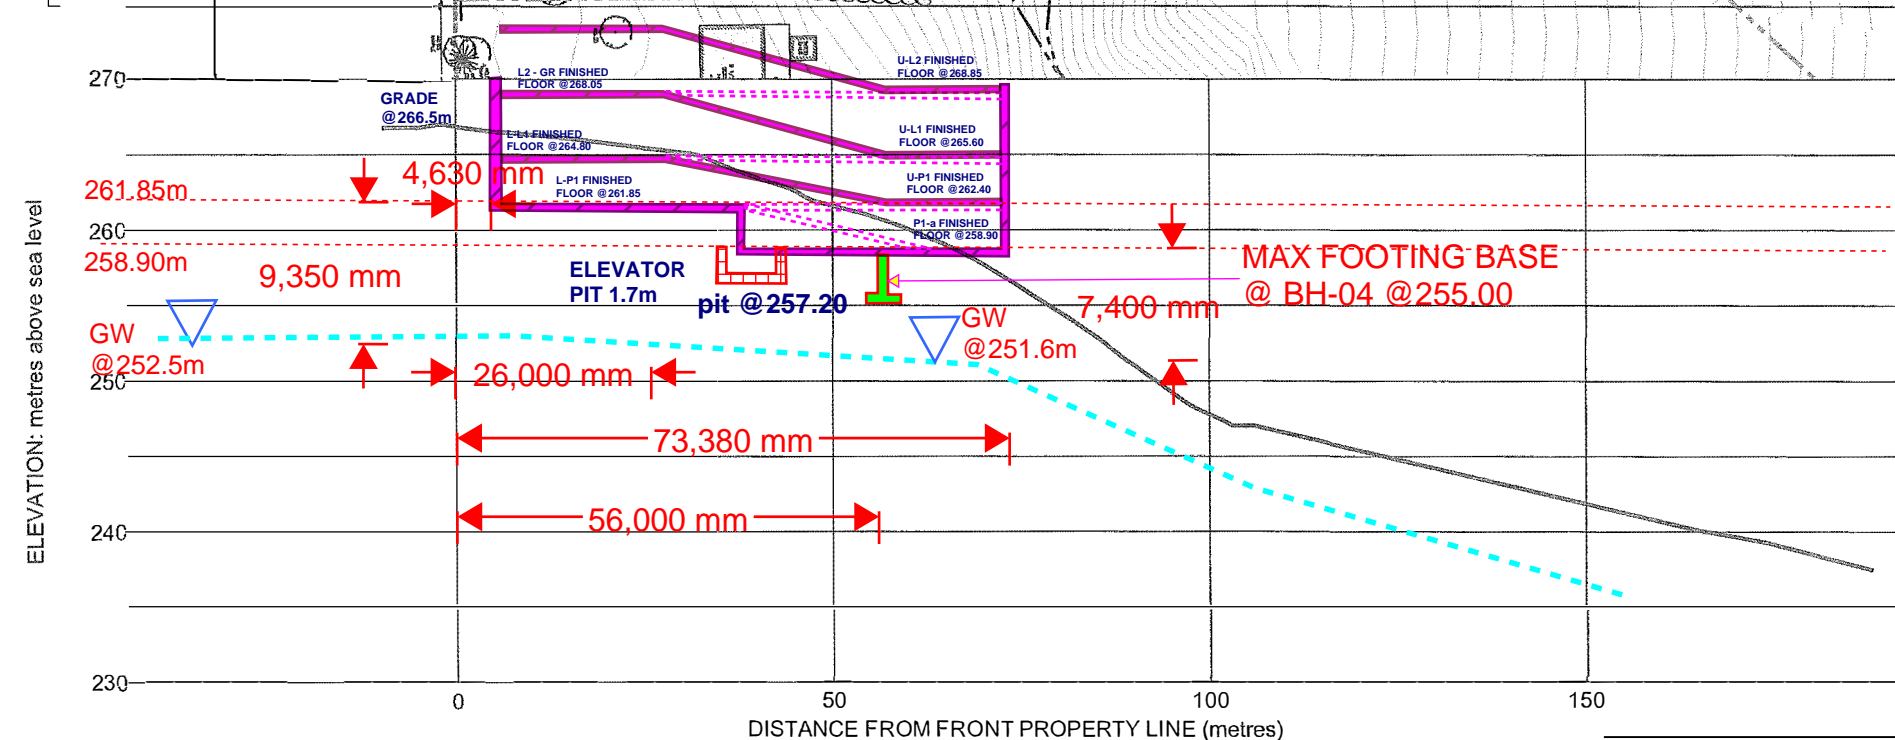 270
L2 - GR FINISHED
FLOOR @268.05
U-L2 FINISHED
FLOOR @268.85
GRADE
@266.5m
L-L1 FINISHED
FLOOR @264.80
U-L1 FINISHED
FLOOR @265.60
4,630 mm
261.85m
L-P1 FINISHED
FLOOR @261.85
U-P1 FINISHED
FLOOR @262.40
260
P1-a FINISHED
FLOOR @258.90
258.90m
9,350 mm
ELEVATOR
PIT 1.7m
pit @257.20
MAX FOOTING BASE
@ BH-04 @255.00
7,400 mm
GW
@252.5m
GW
@251.6m
250
26,000 mm
73,380 mm
56,000 mm
240
230
0
50
100
150
ELEVATION: metres above sea level
DISTANCE FROM FRONT PROPERTY LINE (metres)